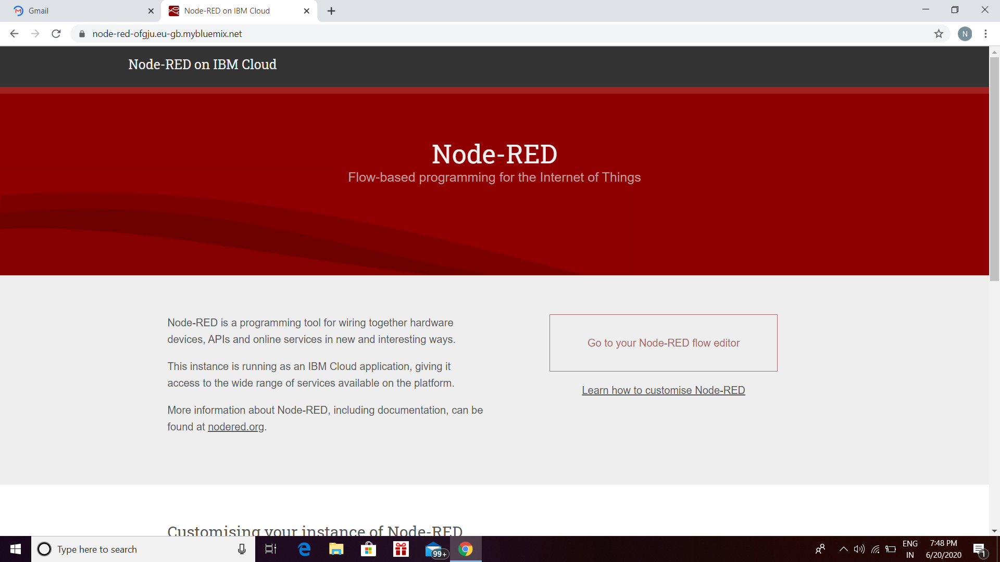 Gmail
Node-RED on IBM Cloud
node-red-ofgju.eu-gb.mybluemix.net
N
Node-RED on IBM Cloud
Node-RED
Flow-based programming for the Internet of Things
Node-RED is a programming tool for wiring together hardware
devices, APIs and online services in new and interesting ways.
This instance is running as an IBM Cloud application, giving it
access to the wide range of services available on the platform.
More information about Node-RED, including documentation, can be
found at nodered.org.
Go to your Node-RED flow editor
Learn how to customise Node-RED
Customising your instance of Node-RED
Type here to search
99+
ENG
IN
7:48 PM
6/20/2020
1